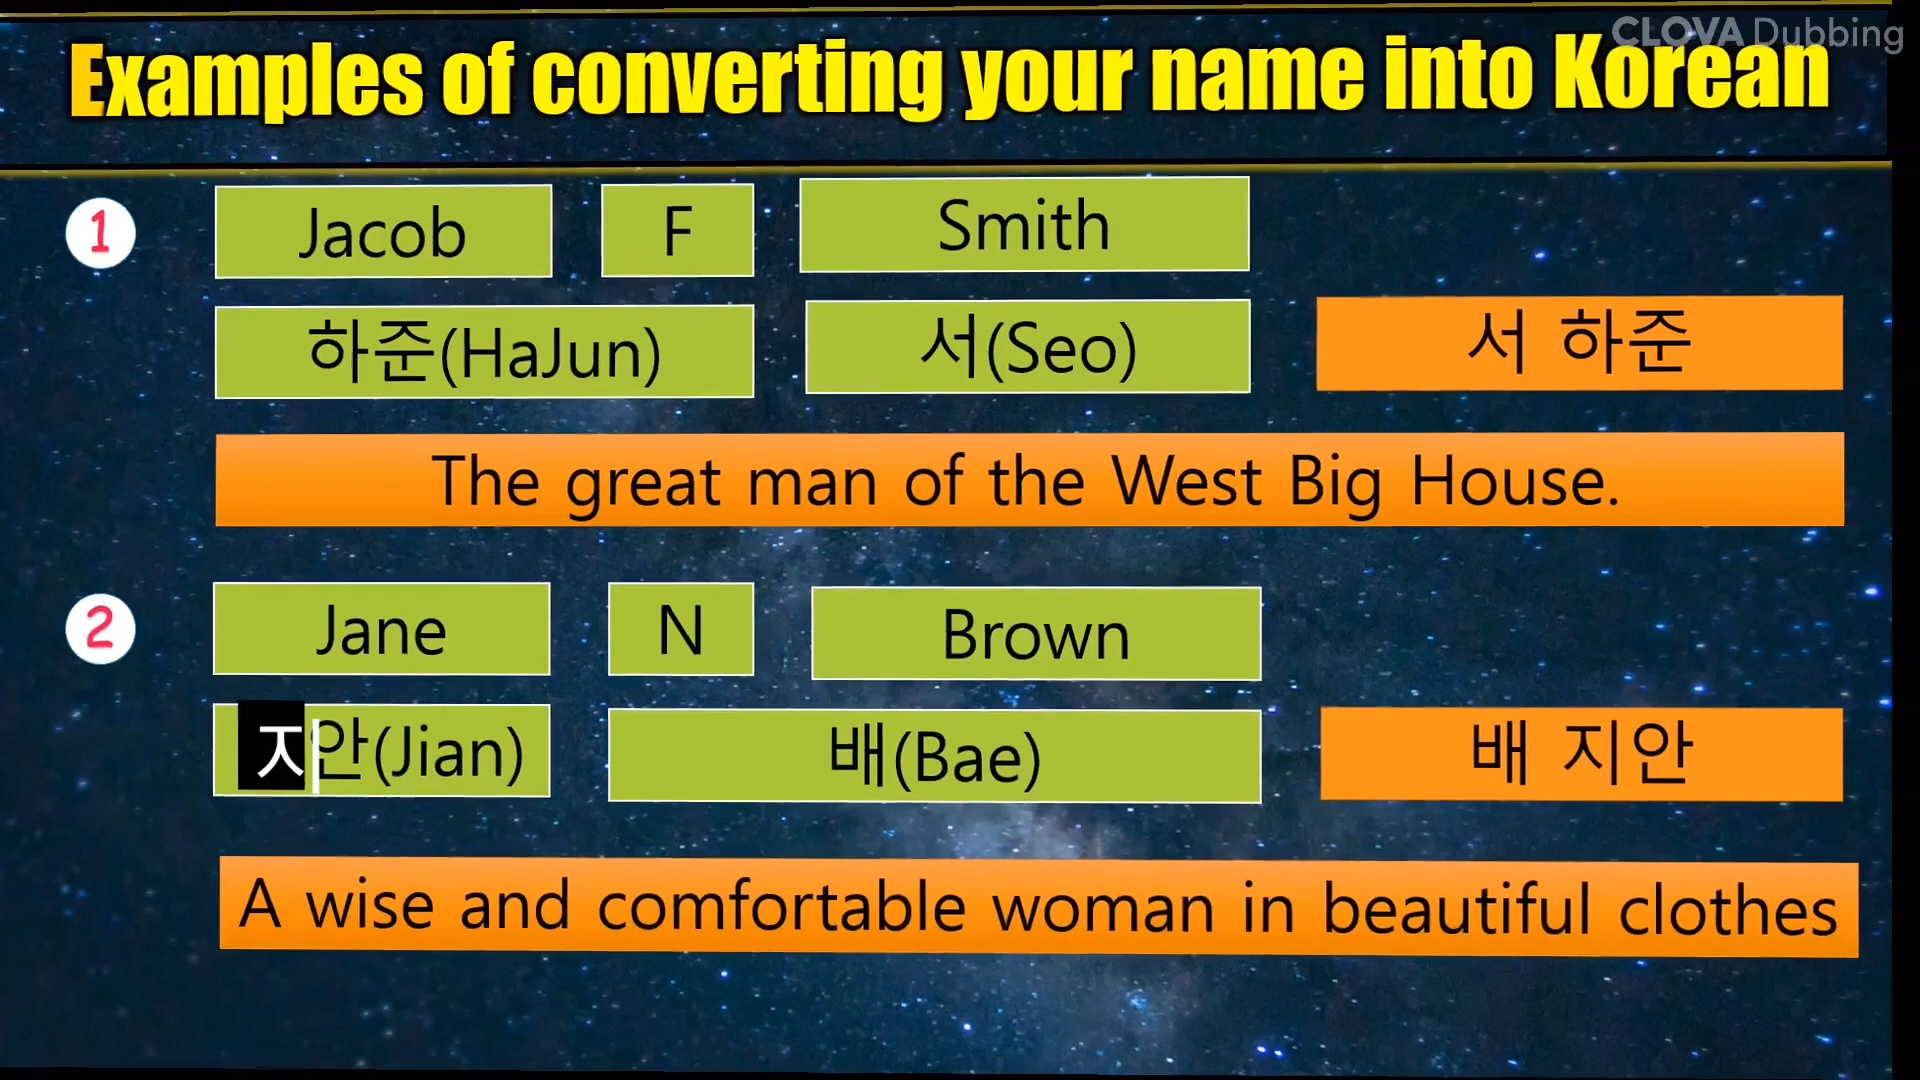 CLOVA Dubbing
Examples of converting your name into Korean
1
Jacob F Smith
하준(HaJun) 서(Seo) 서 하준
The great man of the West Big House.
2
Jane N Brown
지안(Jian) 배(Bae) 배 지안
A wise and comfortable woman in beautiful clothes